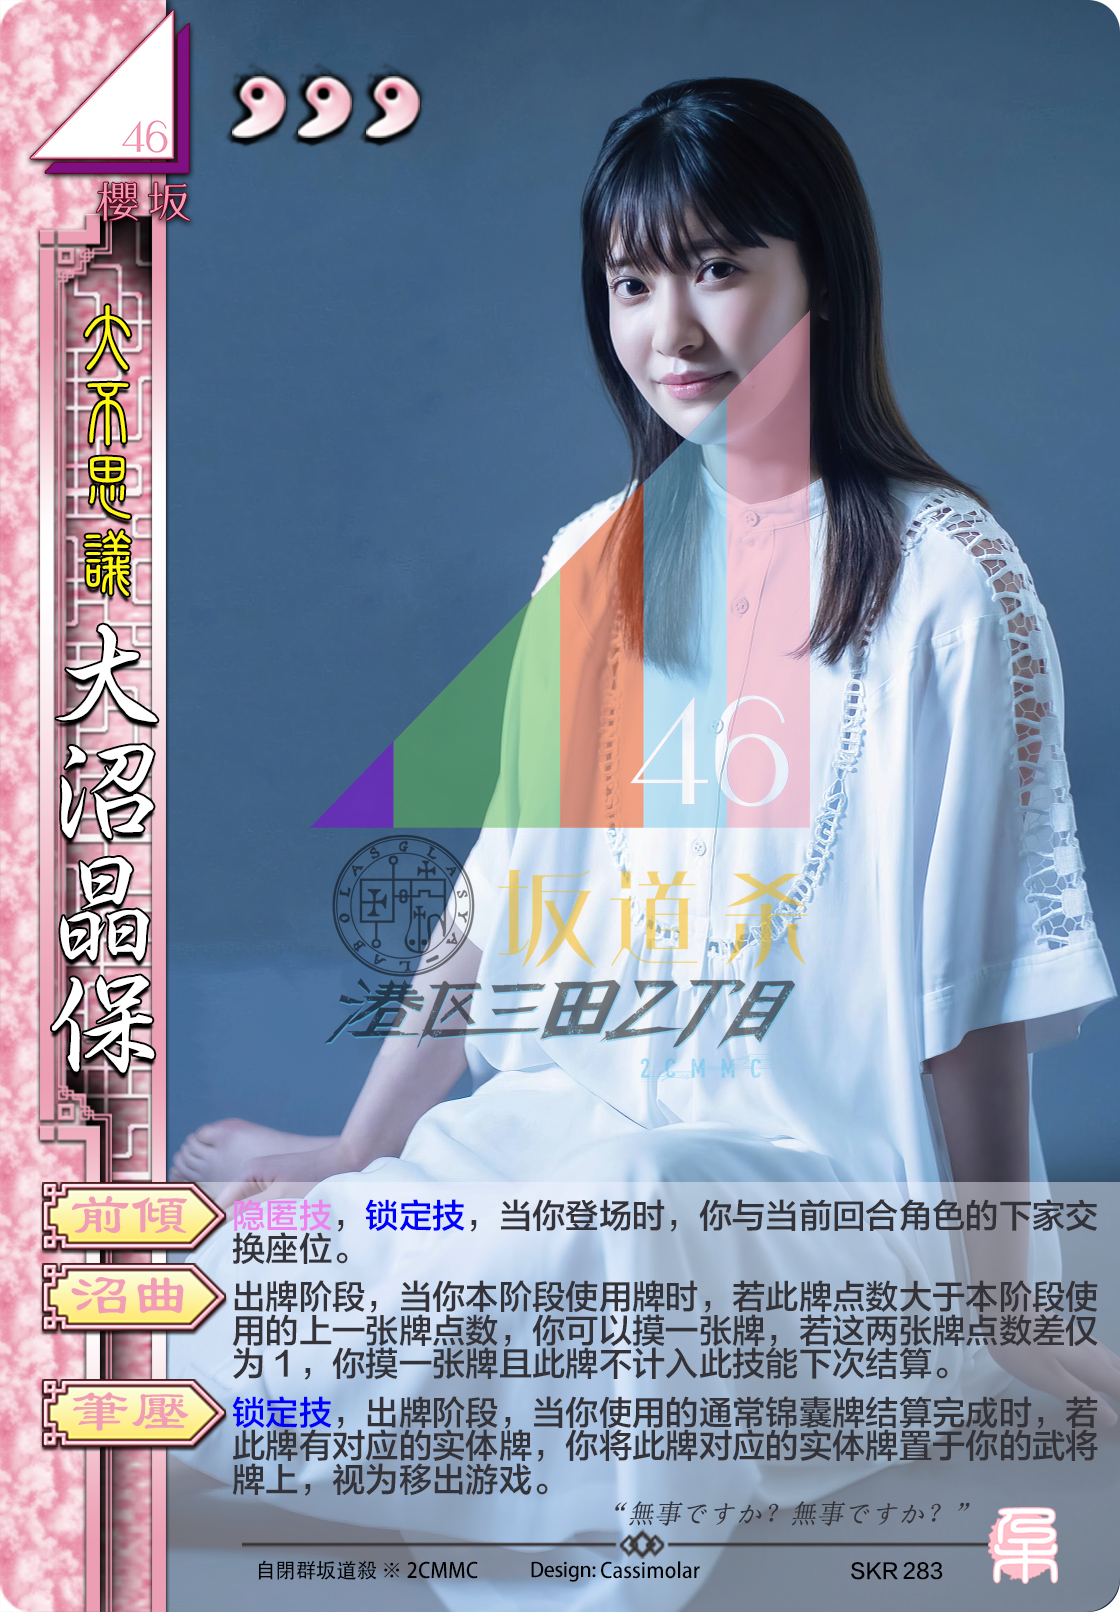 46
櫻坂
大不思議
大沼晶保
46
GLASYALABOLAS
坂道杀
港区三田2丁目
2CMMC
前傾
隐匿技，锁定技，当你登场时，你与当前回合角色的下家交
换座位。
沼曲
出牌阶段，当你本阶段使用牌时，若此牌点数大于本阶段使
用的上一张牌点数，你可以摸一张牌，若这两张牌点数差仅
为1，你摸一张牌且此牌不计入此技能下次结算。
筆壓
锁定技，出牌阶段，当你使用的通常锦囊牌结算完成时，若
此牌有对应的实体牌，你将此牌对应的实体牌置于你的武将
牌上，视为移出游戏。
“無事ですか？無事ですか？”
自閉群坂道殺 ※ 2CMMC Design: Cassimolar SKR 283